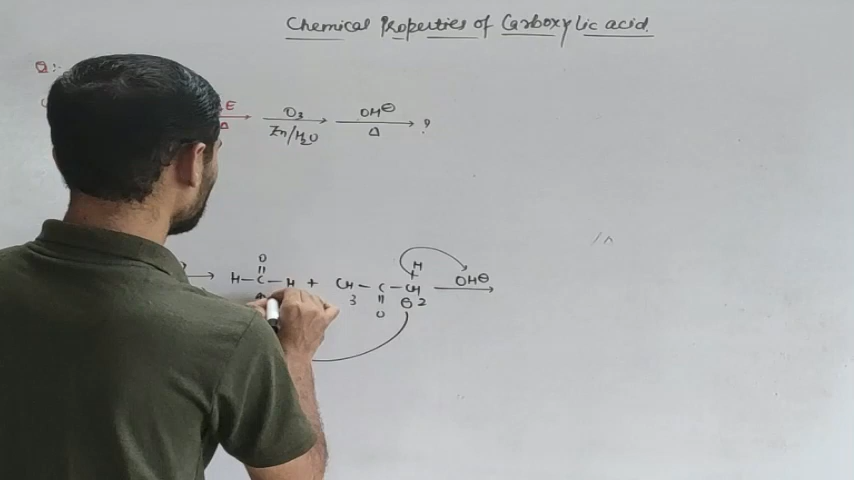 Chemical Properties of Carboxylic acid.
Q:-
E O₃ OH⊖
Δ Zn/H₂O Δ ?
O H
H–C–H + CH₃–C–CH₂ OH⊖
O ⊖